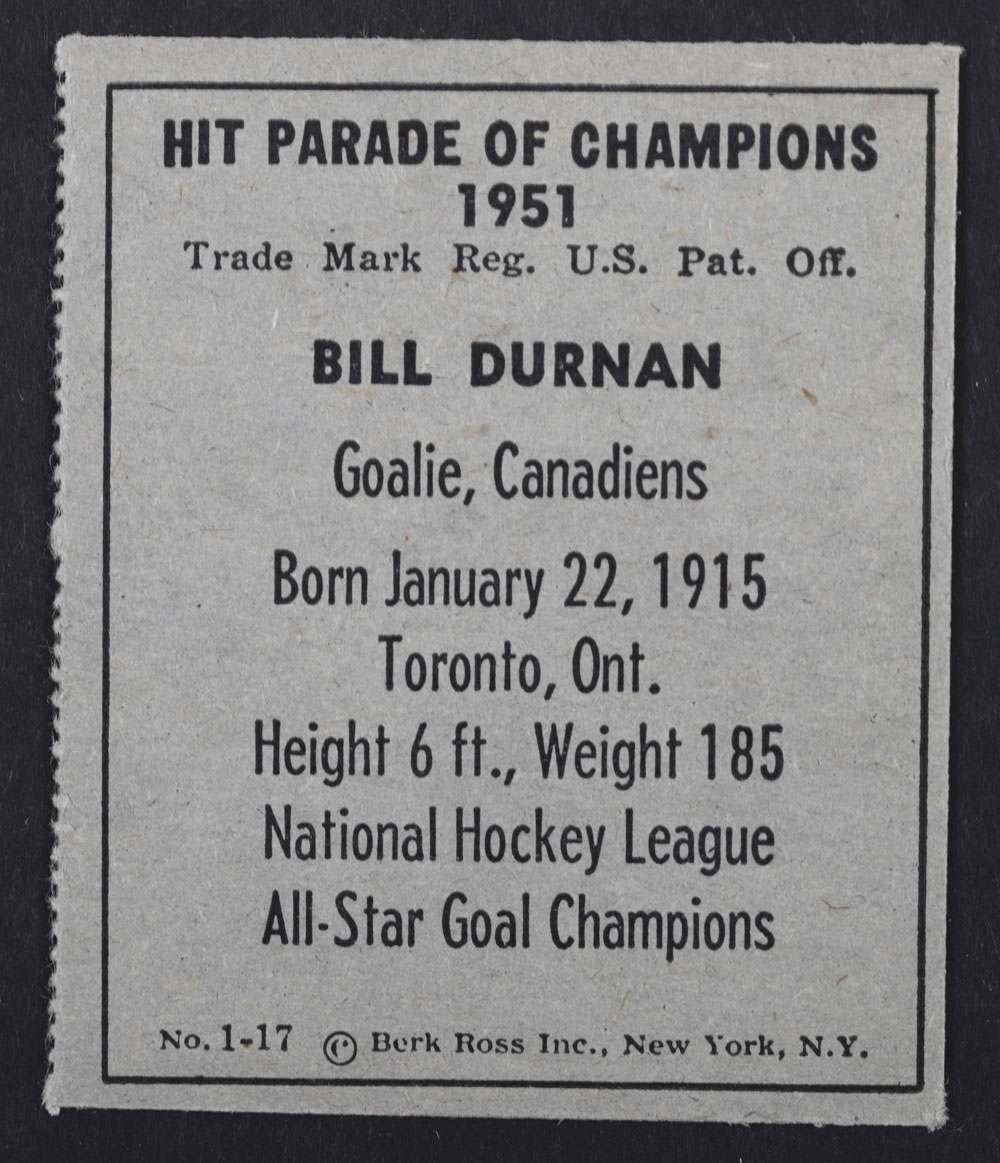 HIT PARADE OF CHAMPIONS
1951
Trade Mark Reg. U.S. Pat. Off.
BILL DURNAN
Goalie, Canadiens
Born January 22, 1915
Toronto, Ont.
Height 6 ft., Weight 185
National Hockey League
All-Star Goal Champions
No. 1-17 © Berk Ross Inc., New York, N.Y.